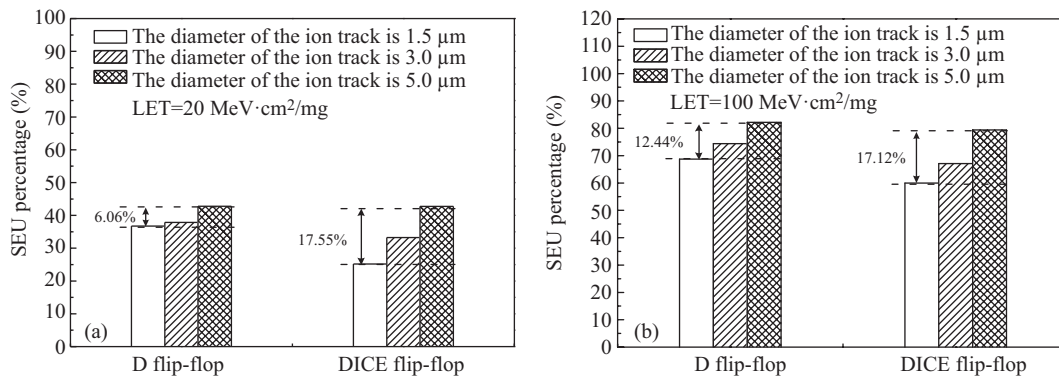 100
90
80
70
60
50
40
30
20
10
0
SEU percentage (%)
The diameter of the ion track is 1.5 µm
The diameter of the ion track is 3.0 µm
The diameter of the ion track is 5.0 µm
LET=20 MeV·cm²/mg
6.06%
17.55%
(a)
D flip-flop
DICE flip-flop
120
110
100
90
80
70
60
50
40
30
20
10
0
SEU percentage (%)
The diameter of the ion track is 1.5 µm
The diameter of the ion track is 3.0 µm
The diameter of the ion track is 5.0 µm
LET=100 MeV·cm²/mg
12.44%
17.12%
(b)
D flip-flop
DICE flip-flop